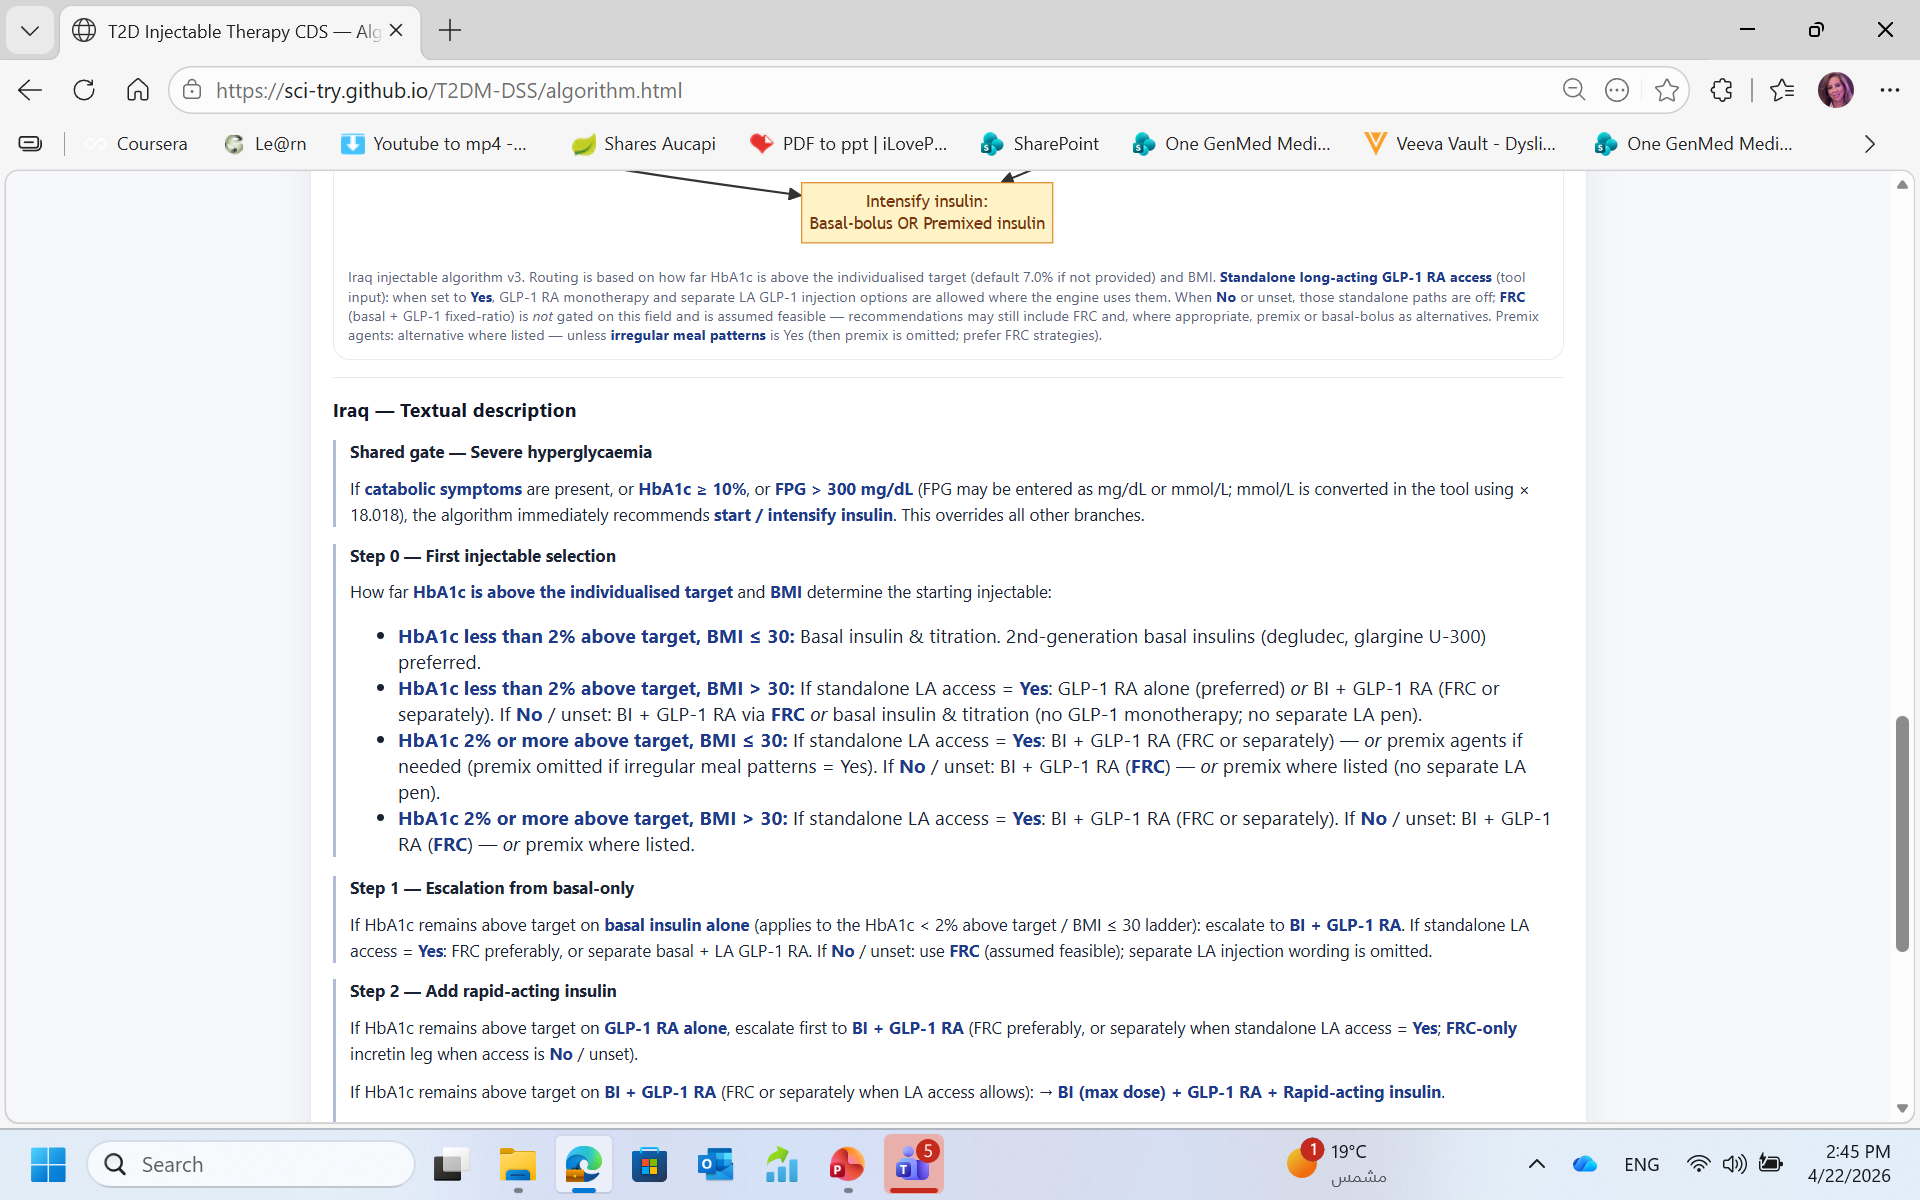 T2D Injectable Therapy CDS — Alg
https://sci-try.github.io/T2DM-DSS/algorithm.html
Coursera
Le@rn
Youtube to mp4 -...
Shares Aucapi
PDF to ppt | iLoveP...
SharePoint
One GenMed Medi...
Veeva Vault - Dysli...
One GenMed Medi...
Intensify insulin:
Basal-bolus OR Premixed insulin
Iraq injectable algorithm v3. Routing is based on how far HbA1c is above the individualised target (default 7.0% if not provided) and BMI. Standalone long-acting GLP-1 RA access (tool
input): when set to Yes, GLP-1 RA monotherapy and separate LA GLP-1 injection options are allowed where the engine uses them. When No or unset, those standalone paths are off; FRC
(basal + GLP-1 fixed-ratio) is not gated on this field and is assumed feasible — recommendations may still include FRC and, where appropriate, premix or basal-bolus as alternatives. Premix
agents: alternative where listed — unless irregular meal patterns is Yes (then premix is omitted; prefer FRC strategies).
Iraq — Textual description
Shared gate — Severe hyperglycaemia
If catabolic symptoms are present, or HbA1c ≥ 10%, or FPG > 300 mg/dL (FPG may be entered as mg/dL or mmol/L; mmol/L is converted in the tool using ×
18.018), the algorithm immediately recommends start / intensify insulin. This overrides all other branches.
Step 0 — First injectable selection
How far HbA1c is above the individualised target and BMI determine the starting injectable:
• HbA1c less than 2% above target, BMI ≤ 30: Basal insulin & titration. 2nd-generation basal insulins (degludec, glargine U-300)
preferred.
• HbA1c less than 2% above target, BMI > 30: If standalone LA access = Yes: GLP-1 RA alone (preferred) or BI + GLP-1 RA (FRC or
separately). If No / unset: BI + GLP-1 RA via FRC or basal insulin & titration (no GLP-1 monotherapy; no separate LA pen).
• HbA1c 2% or more above target, BMI ≤ 30: If standalone LA access = Yes: BI + GLP-1 RA (FRC or separately) — or premix agents if
needed (premix omitted if irregular meal patterns = Yes). If No / unset: BI + GLP-1 RA (FRC) — or premix where listed (no separate LA
pen).
• HbA1c 2% or more above target, BMI > 30: If standalone LA access = Yes: BI + GLP-1 RA (FRC or separately). If No / unset: BI + GLP-1
RA (FRC) — or premix where listed.
Step 1 — Escalation from basal-only
If HbA1c remains above target on basal insulin alone (applies to the HbA1c < 2% above target / BMI ≤ 30 ladder): escalate to BI + GLP-1 RA. If standalone LA
access = Yes: FRC preferably, or separate basal + LA GLP-1 RA. If No / unset: use FRC (assumed feasible); separate LA injection wording is omitted.
Step 2 — Add rapid-acting insulin
If HbA1c remains above target on GLP-1 RA alone, escalate first to BI + GLP-1 RA (FRC preferably, or separately when standalone LA access = Yes; FRC-only
incretin leg when access is No / unset).
If HbA1c remains above target on BI + GLP-1 RA (FRC or separately when LA access allows): → BI (max dose) + GLP-1 RA + Rapid-acting insulin.
Search
5
1
19°C
مشمس
ENG
2:45 PM
4/22/2026